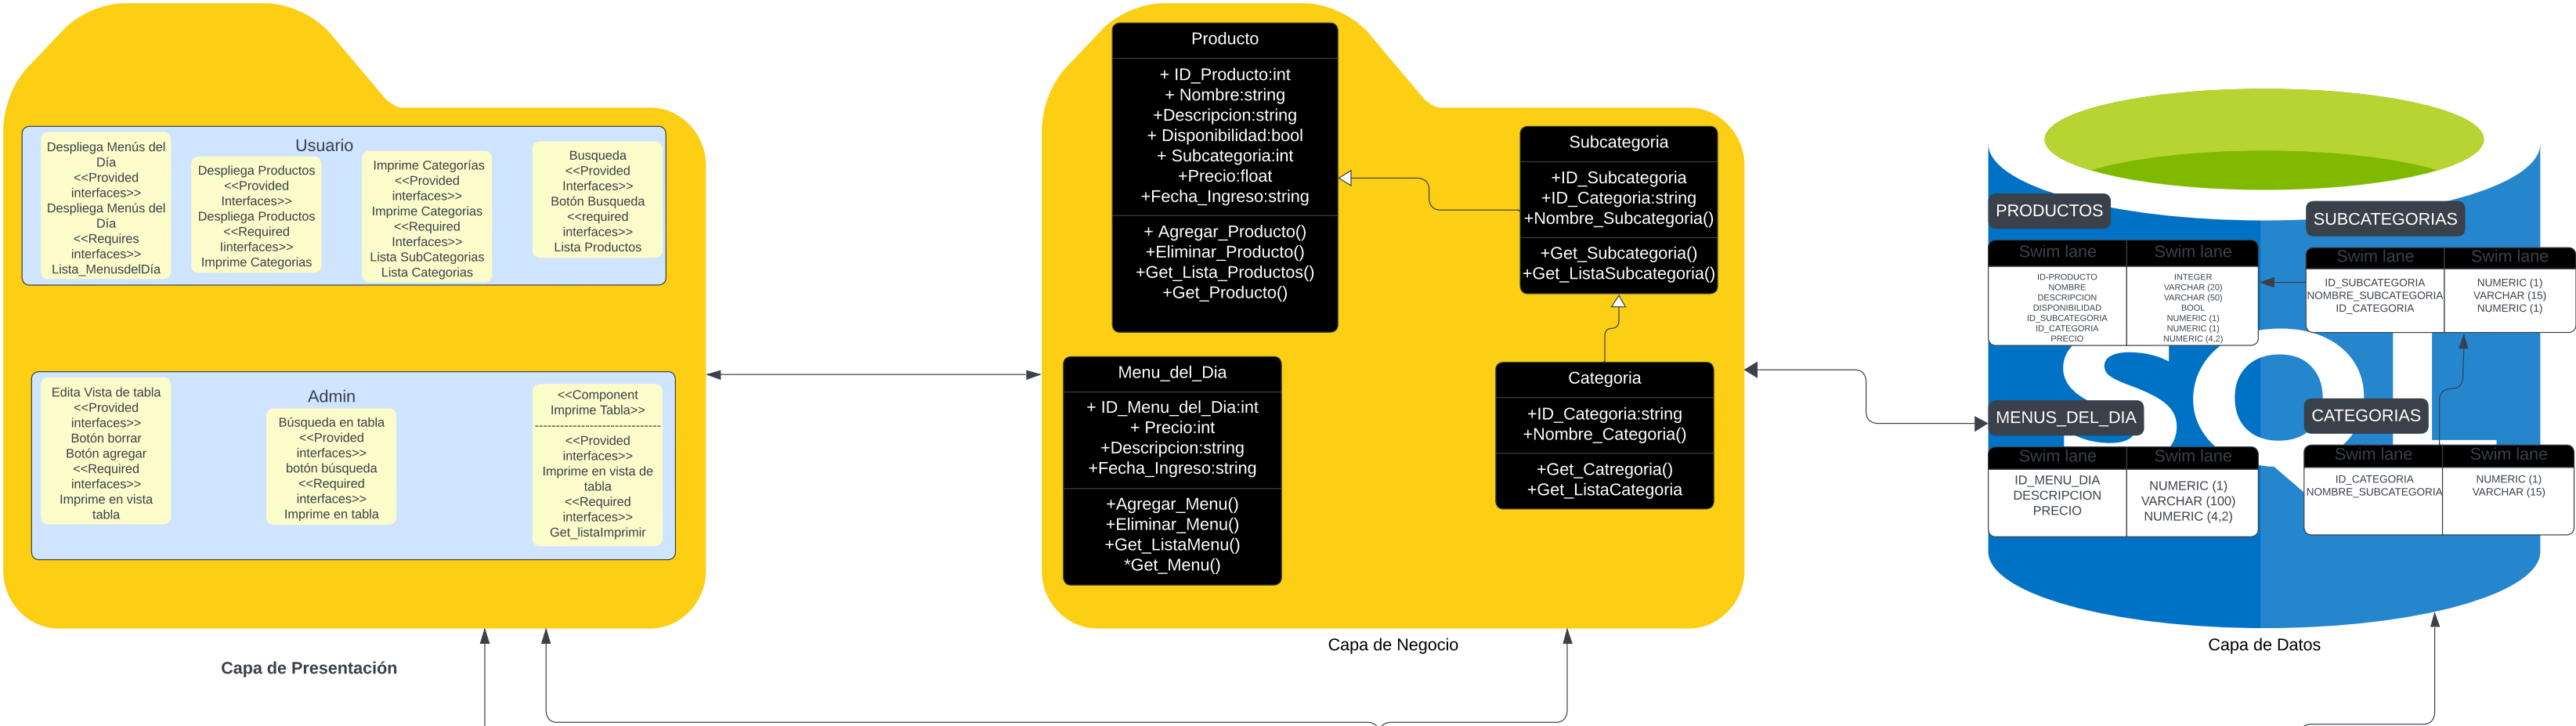 Usuario
Despliega Menús del
Día
<<Provided
interfaces>>
Despliega Menús del
Día
<<Requires
interfaces>>
Lista_MenusdelDía
Despliega Productos
<<Provided
Interfaces>>
Despliega Productos
<<Required
Iinterfaces>>
Imprime Categorias
Imprime Categorías
<<Provided
interfaces>>
Imprime Categorias
<<Required
Interfaces>>
Lista SubCategorias
Lista Categorias
Busqueda
<<Provided
Interfaces>>
Botón Busqueda
<<required
interfaces>>
Lista Productos
Admin
Edita Vista de tabla
<<Provided
interfaces>>
Botón borrar
Botón agregar
<<Required
interfaces>>
Imprime en vista
tabla
Búsqueda en tabla
<<Provided
interfaces>>
botón búsqueda
<<Required
interfaces>>
Imprime en tabla
<<Component
Imprime Tabla>>
------------------------------
<<Provided
interfaces>>
Imprime en vista de
tabla
<<Required
interfaces>>
Get_listaImprimir
Capa de Presentación
Producto
+ ID_Producto:int
+ Nombre:string
+Descripcion:string
+ Disponibilidad:bool
+ Subcategoria:int
+Precio:float
+Fecha_Ingreso:string
+ Agregar_Producto()
+Eliminar_Producto()
+Get_Lista_Productos()
+Get_Producto()
Subcategoria
+ID_Subcategoria
+ID_Categoria:string
+Nombre_Subcategoria()
+Get_Subcategoria()
+Get_ListaSubcategoria()
Menu_del_Dia
+ ID_Menu_del_Dia:int
+ Precio:int
+Descripcion:string
+Fecha_Ingreso:string
+Agregar_Menu()
+Eliminar_Menu()
+Get_ListaMenu()
*Get_Menu()
Categoria
+ID_Categoria:string
+Nombre_Categoria()
+Get_Catregoria()
+Get_ListaCategoria
Capa de Negocio
SQL
PRODUCTOS
Swim lane Swim lane
ID-PRODUCTO INTEGER
NOMBRE VARCHAR (20)
DESCRIPCION VARCHAR (50)
DISPONIBILIDAD BOOL
ID_SUBCATEGORIA NUMERIC (1)
ID_CATEGORIA NUMERIC (1)
PRECIO NUMERIC (4,2)
SUBCATEGORIAS
Swim lane Swim lane
ID_SUBCATEGORIA NUMERIC (1)
NOMBRE_SUBCATEGORIA VARCHAR (15)
ID_CATEGORIA NUMERIC (1)
MENUS_DEL_DIA
Swim lane Swim lane
ID_MENU_DIA NUMERIC (1)
DESCRIPCION VARCHAR (100)
PRECIO NUMERIC (4,2)
CATEGORIAS
Swim lane Swim lane
ID_CATEGORIA NUMERIC (1)
NOMBRE_SUBCATEGORIA VARCHAR (15)
Capa de Datos